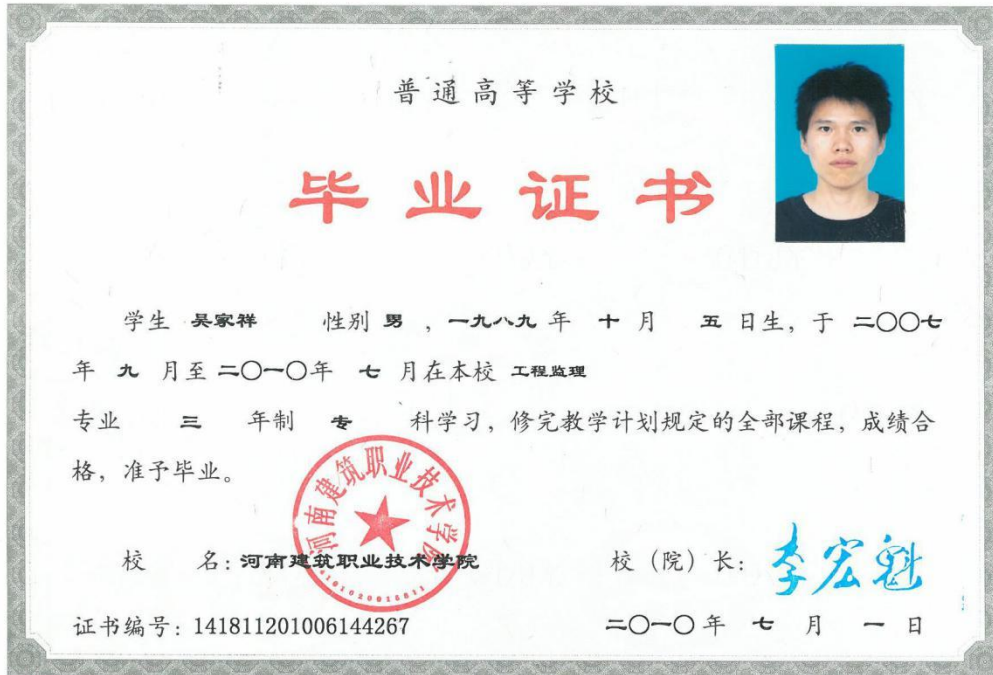 普通高等学校
毕业证书
学生 吴家祥 性别 男 ，一九八九 年 十 月 五 日生，于 二〇〇七
年 九 月至 二〇一〇年 七 月在本校 工程监理
专业 三 年制 专 科学习，修完教学计划规定的全部课程，成绩合
格，准予毕业。
河南建筑职业技术学院
校 名：河南建筑职业技术学院
校（院）长：李宏魁
证书编号：141811201006144267
二〇一〇 年 七 月 一 日